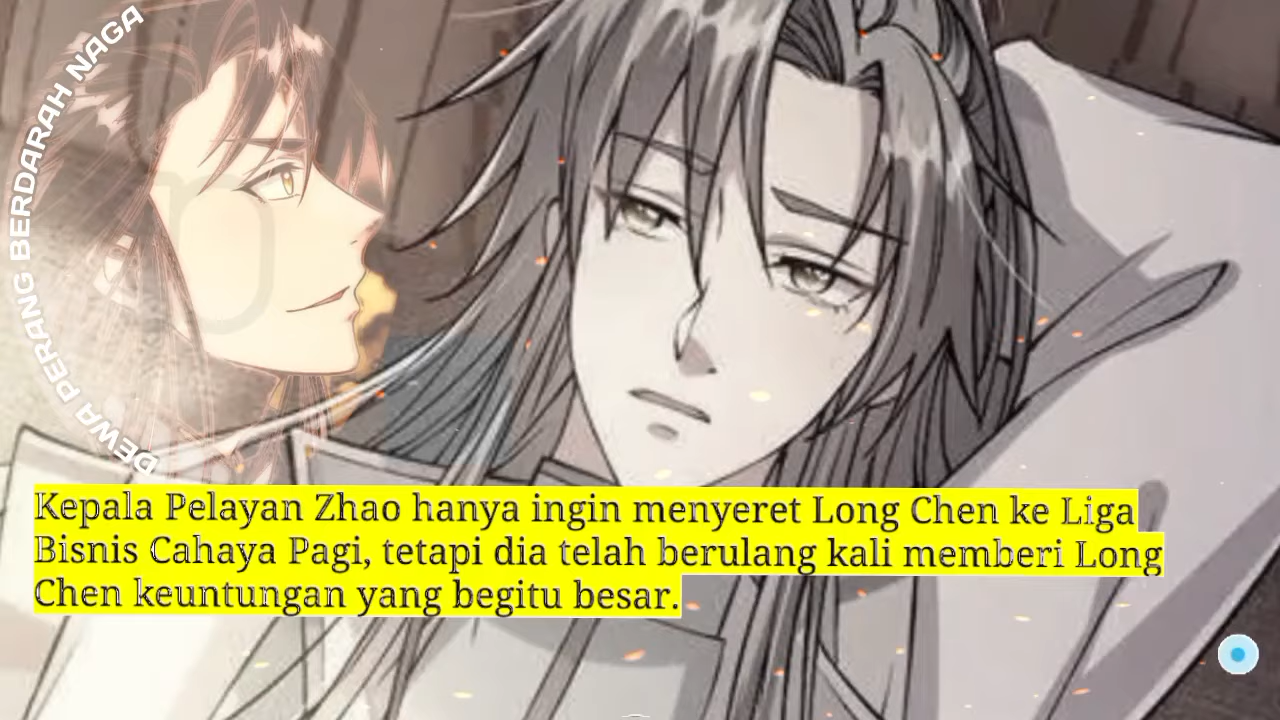 DEWA PERANG BERDARAH NAGA
Kepala Pelayan Zhao hanya ingin menyeret Long Chen ke Liga
Bisnis Cahaya Pagi, tetapi dia telah berulang kali memberi Long
Chen keuntungan yang begitu besar.